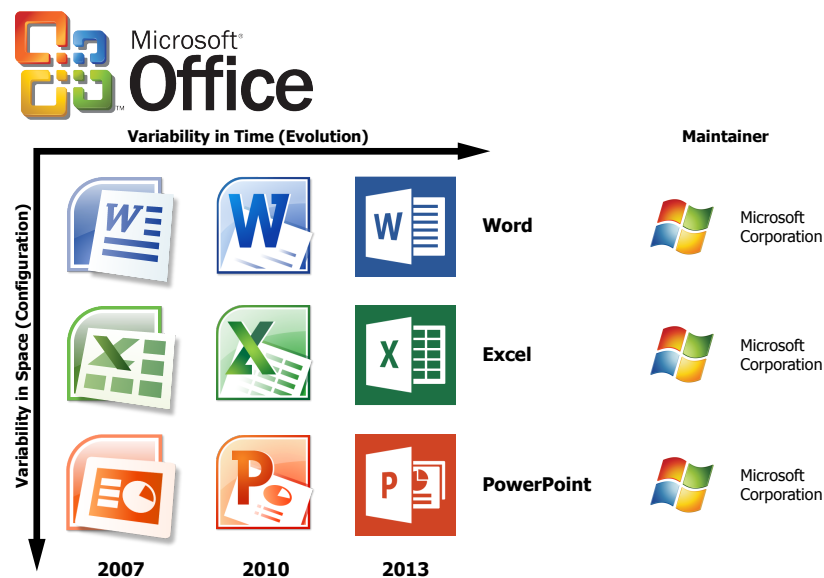 Microsoft®
Office
™
Variability in Time (Evolution)
Maintainer
Variability in Space (Configuration)
W
W
W
Word
Microsoft
Corporation
X
X
X
Excel
Microsoft
Corporation
P
P
PowerPoint
Microsoft
Corporation
2007
2010
2013